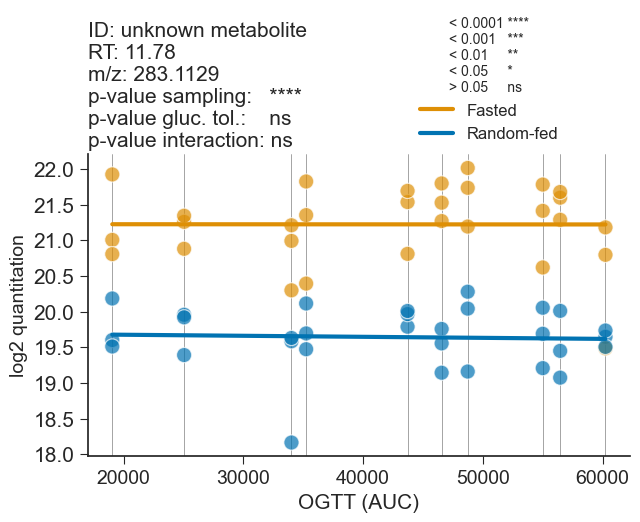 ID: unknown metabolite
RT: 11.78
m/z: 283.1129
p-value sampling: ****
p-value gluc. tol.: ns
p-value interaction: ns
< 0.0001 ****
< 0.001 ***
< 0.01 **
< 0.05 *
> 0.05 ns
Fasted
Random-fed
22.0
21.5
21.0
20.5
20.0
19.5
19.0
18.5
18.0
log2 quantitation
20000 30000 40000 50000 60000
OGTT (AUC)